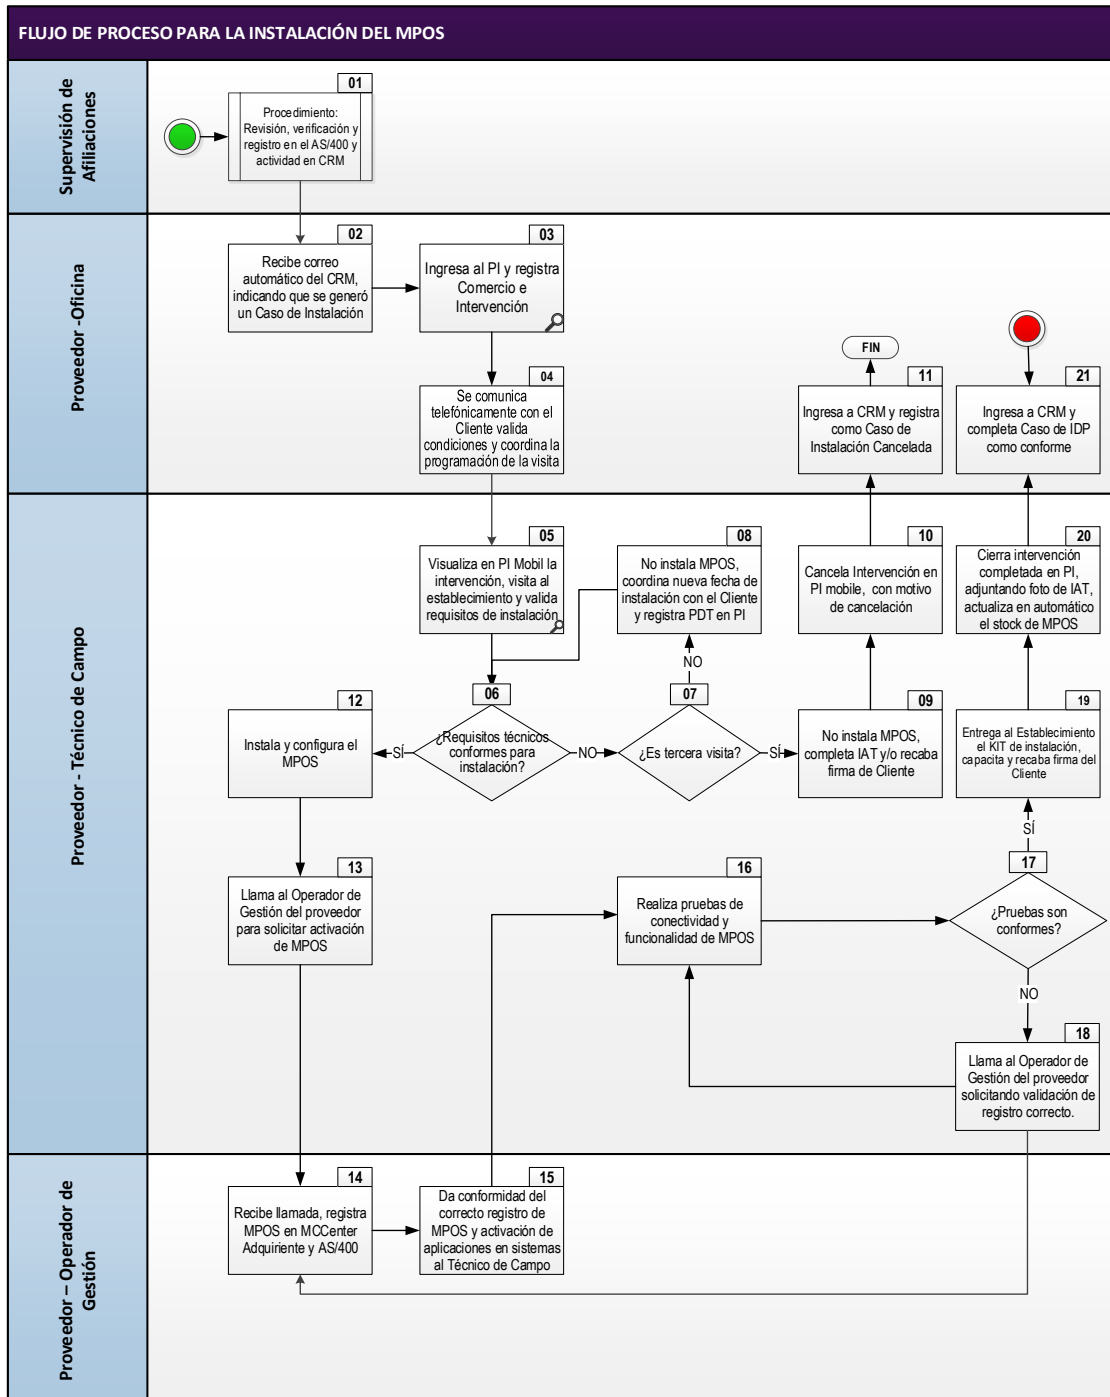 FLUJO DE PROCESO PARA LA INSTALACIÓN DEL MPOS
Supervisión de
Afiliaciones
01
Procedimiento:
Revisión, verificación y
registro en el AS/400 y
actividad en CRM
Proveedor -Oficina
02
Recibe correo
automático del CRM,
indicando que se generó
un Caso de Instalación
03
Ingresa al PI y registra
Comercio e
Intervención
04
Se comunica
telefónicamente con el
Cliente valida
condiciones y coordina la
programación de la visita
FIN
11
Ingresa a CRM y registra
como Caso de
Instalación Cancelada
21
Ingresa a CRM y
completa Caso de IDP
como conforme
Proveedor - Técnico de Campo
05
Visualiza en PI Mobil la
intervención, visita al
establecimiento y valida
requisitos de instalación
08
No instala MPOS,
coordina nueva fecha de
instalación con el Cliente
y registra PDT en PI
10
Cancela Intervención en
PI mobile, con motivo
de cancelación
20
Cierra intervención
completada en PI,
adjuntando foto de IAT,
actualiza en automático
el stock de MPOS
12
Instala y configura el
MPOS
SÍ
06
¿Requisitos técnicos
conformes para
instalación?
NO
07
¿Es tercera visita?
NO
SÍ
09
No instala MPOS,
completa IAT y/o recaba
firma de Cliente
19
Entrega al Establecimiento
el KIT de instalación,
capacita y recaba firma del
Cliente
SÍ
13
Llama al Operador de
Gestión del proveedor
para solicitar activación
de MPOS
16
Realiza pruebas de
conectividad y
funcionalidad de MPOS
17
¿Pruebas son
conformes?
NO
18
Llama al Operador de
Gestión del proveedor
solicitando validación de
registro correcto.
Proveedor – Operador de
Gestión
14
Recibe llamada, registra
MPOS en MCCenter
Adquiriente y AS/400
15
Da conformidad del
correcto registro de
MPOS y activación de
aplicaciones en sistemas
al Técnico de Campo